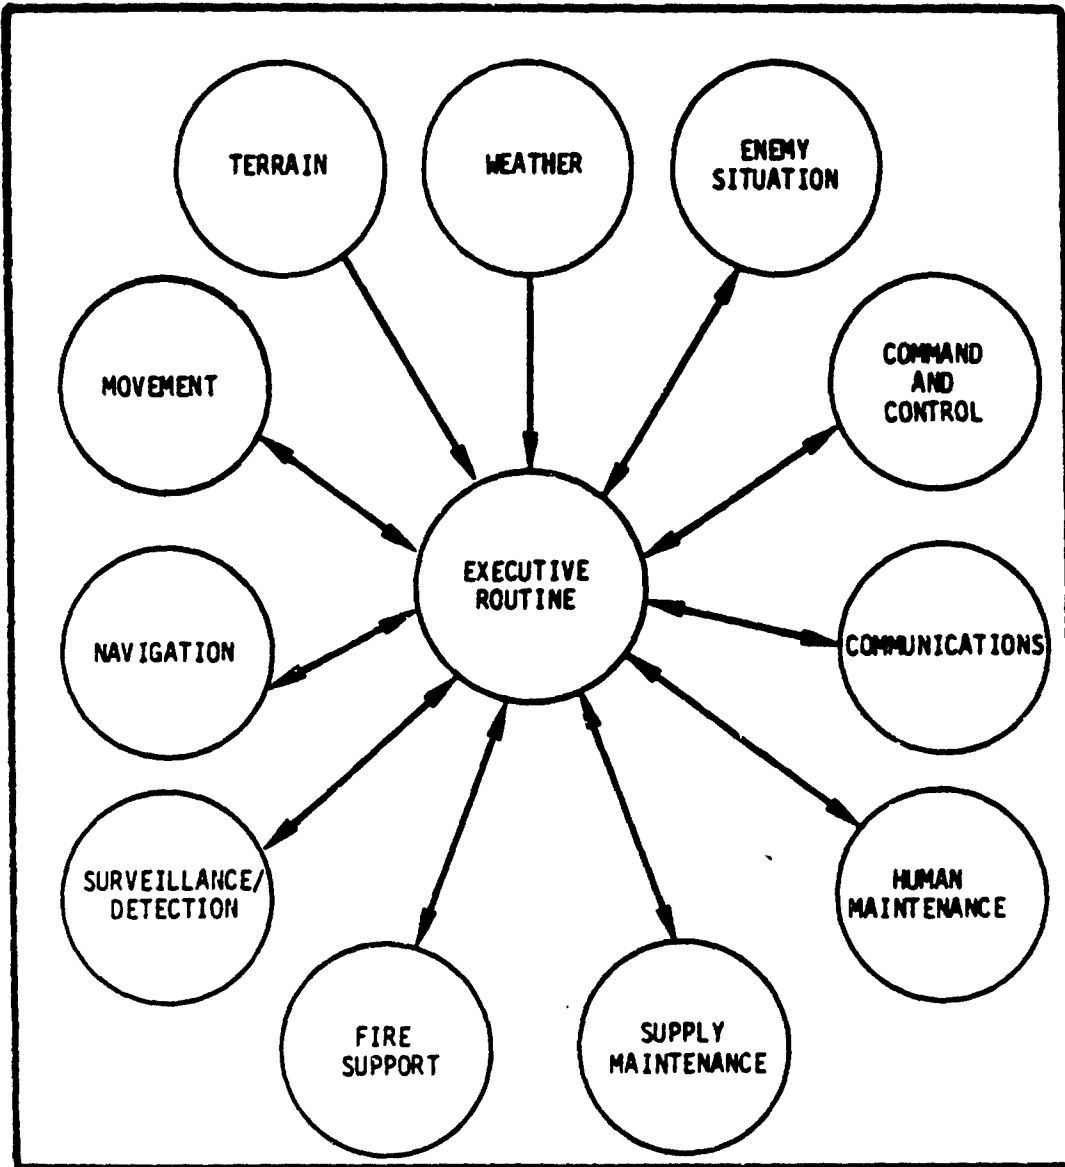 TERRAIN
WEATHER
ENEMY
SITUATION
MOVEMENT
COMMAND
AND
CONTROL
EXECUTIVE
ROUTINE
NAVIGATION
COMMUNICATIONS
SURVEILLANCE/
DETECTION
HUMAN
MAINTENANCE
FIRE
SUPPORT
SUPPLY
MAINTENANCE